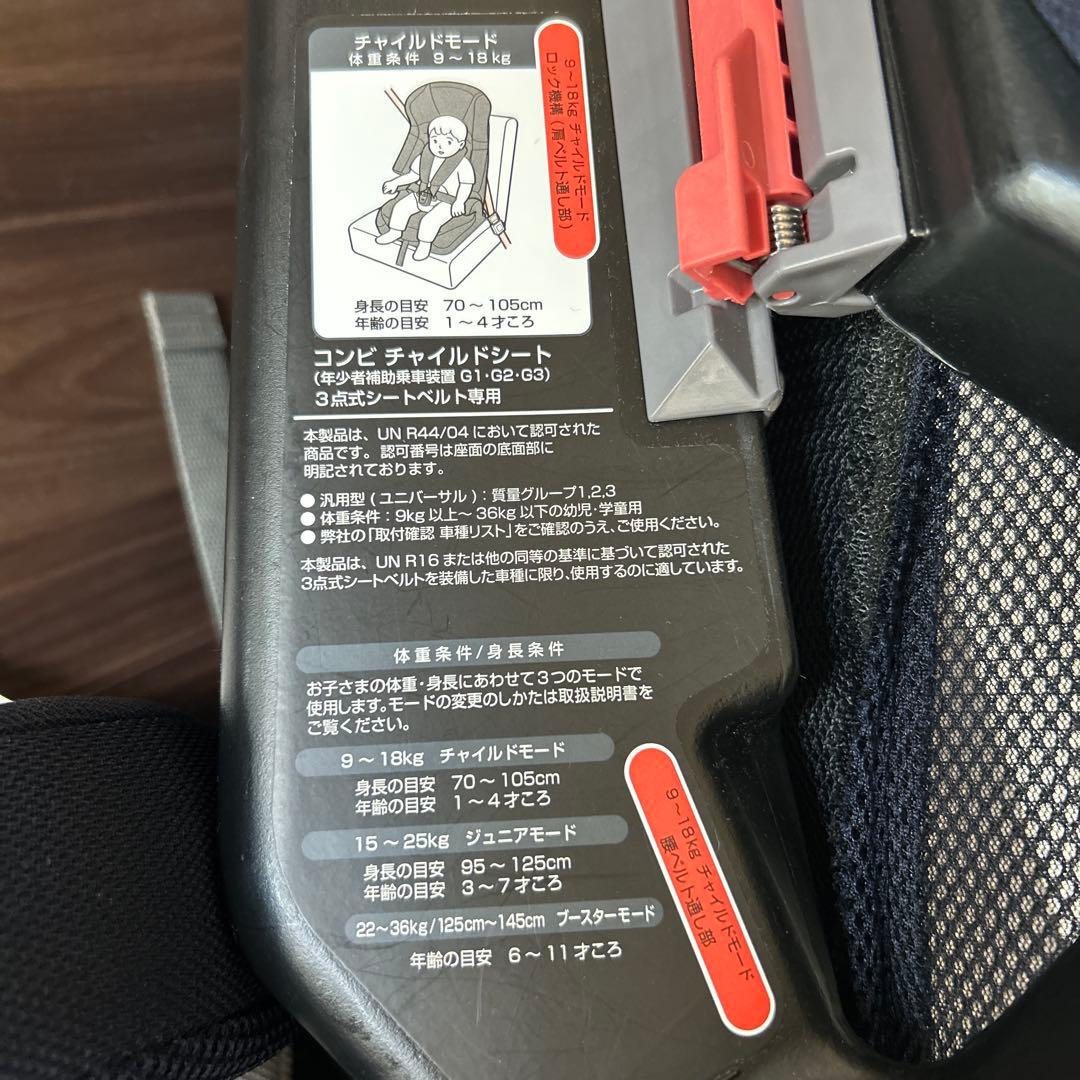 チャイルドモード
体重条件 9～18kg
9～18kg チャイルドモード
ロック機構(肩ベルト通し部)
身長の目安 70～105cm
年齢の目安 1～4才ころ
コンビ チャイルドシート
(年少者補助乗車装置 G1・G2・G3)
3点式シートベルト専用
本製品は、UN R44/04 において認可された
商品です。認可番号は座面の底面部に
明記されております。
● 汎用型(ユニバーサル):質量グループ1,2,3
● 体重条件:9kg以上～36kg以下の幼児・学童用
● 弊社の「取付確認 車種リスト」をご確認のうえ、ご使用ください。
本製品は、UN R16 または他の同等の基準に基づいて認可された
3点式シートベルトを装備した車種に限り、使用するのに適しています。
体重条件/身長条件
お子さまの体重・身長にあわせて3つのモードで
使用します。モードの変更のしかたは取扱説明書を
ご覧ください。
9～18kg チャイルドモード
身長の目安 70～105cm
年齢の目安 1～4才ころ
15～25kg ジュニアモード
身長の目安 95～125cm
年齢の目安 3～7才ころ
22～36kg/125cm～145cm ブースターモード
年齢の目安 6～11才ころ
9～18kg チャイルドモード
腰ベルト通し部